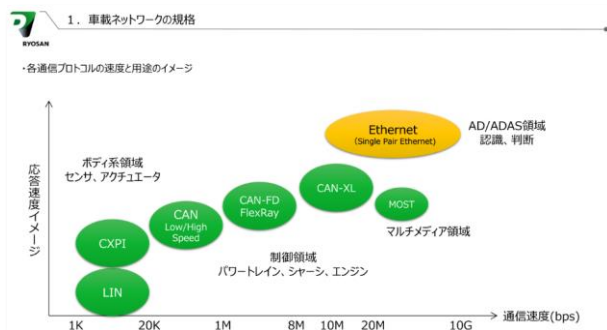 RYOSAN
1．車載ネットワークの規格
・各通信プロトコルの速度と用途のイメージ
応答速度イメージ
Ethernet
(Single Pair Ethernet)
AD/ADAS領域
認識、判断
ボディ系領域
センサ、アクチュエータ
CAN-XL
CAN-FD
FlexRay
MOST
CAN
Low/High
Speed
マルチメディア領域
CXPI
制御領域
パワートレイン、シャーシ、エンジン
LIN
通信速度(bps)
1K
20K
1M
8M
10M
20M
10G